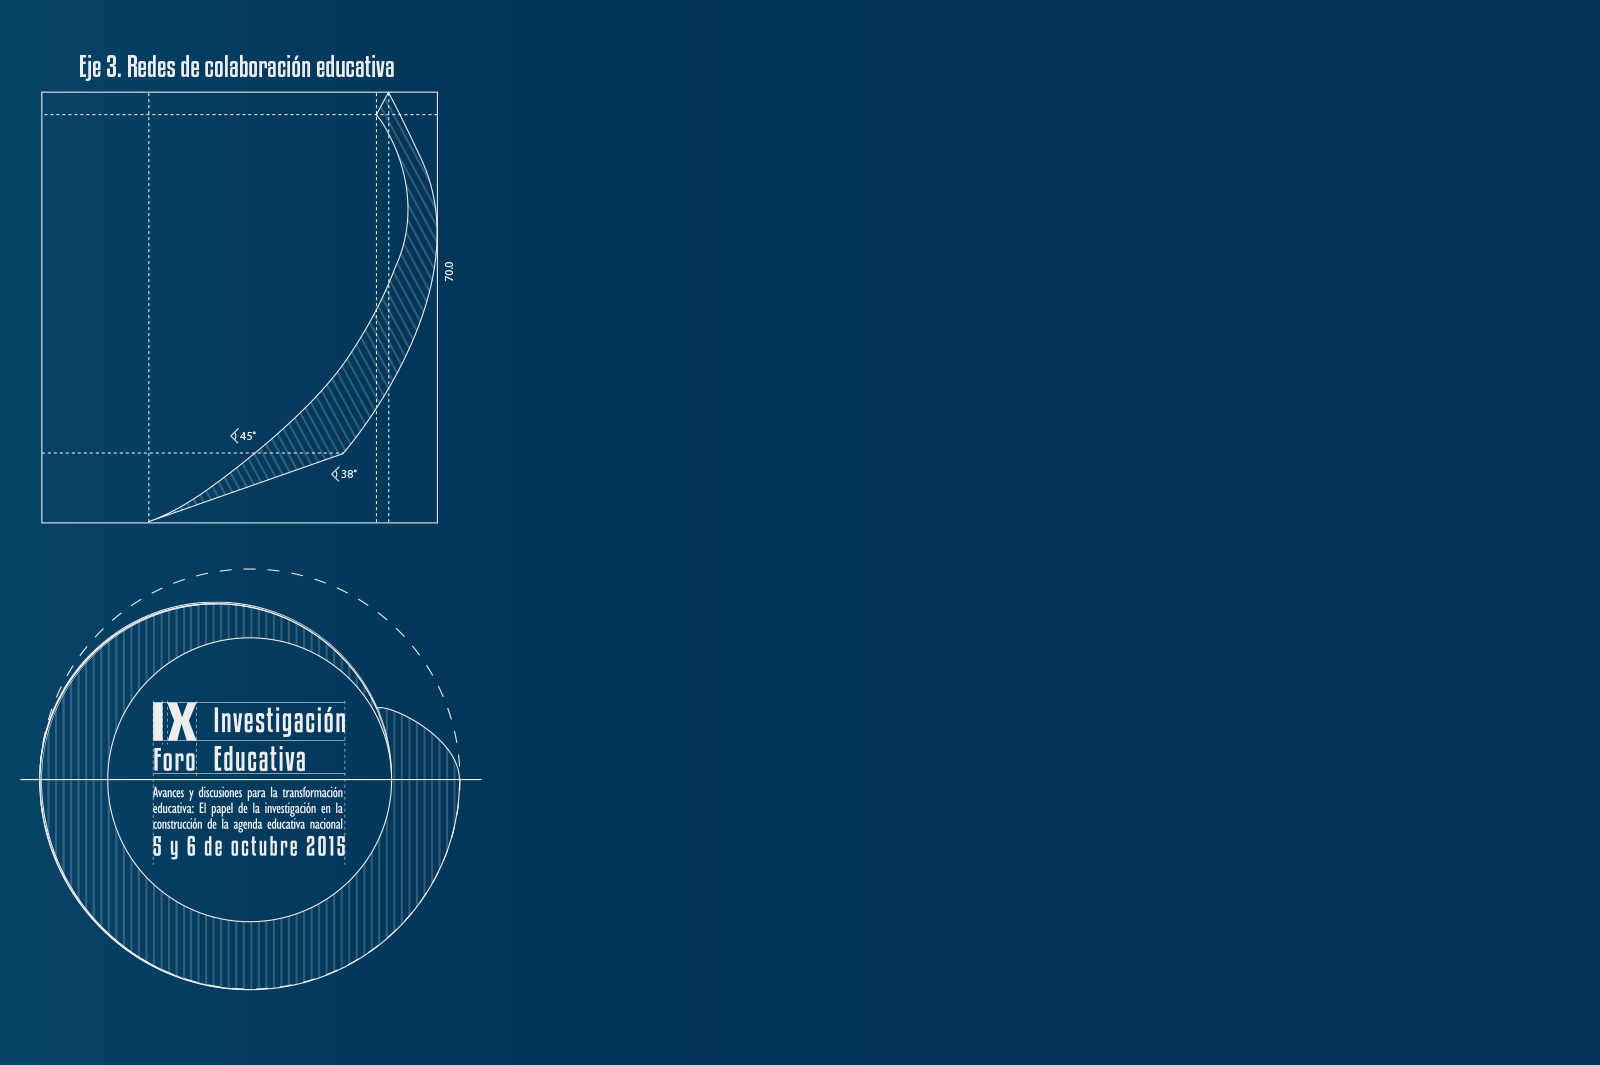 Eje 3. Redes de colaboración educativa
70.0
45°
38°
IX Investigación
Foro Educativa
Avances y discusiones para la transformación
educativa: El papel de la investigación en la
construcción de la agenda educativa nacional
5 y 6 de octubre 2015